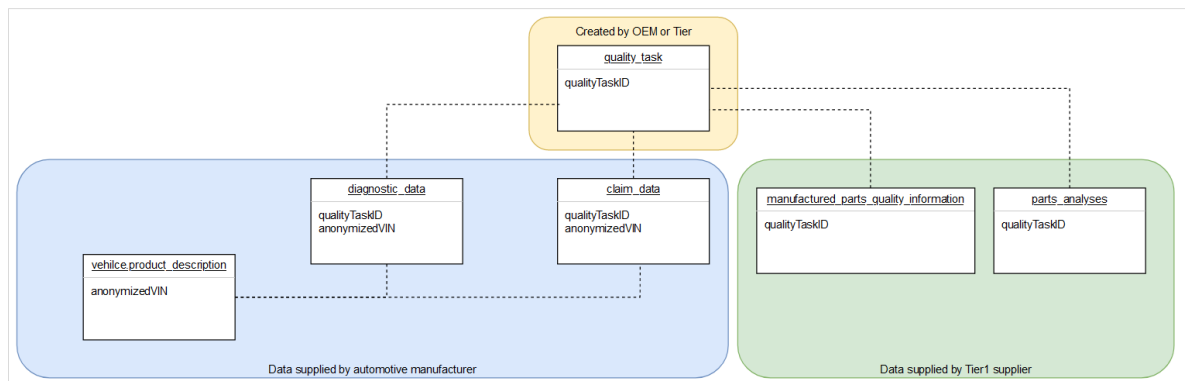 Created by OEM or Tier
quality_task
qualityTaskID
diagnostic_data
qualityTaskID
anonymizedVIN
claim_data
qualityTaskID
anonymizedVIN
manufactured_parts_quality_information
qualityTaskID
parts_analyses
qualityTaskID
vehilce.product_description
anonymizedVIN
Data supplied by automotive manufacturer
Data supplied by Tier1 supplier